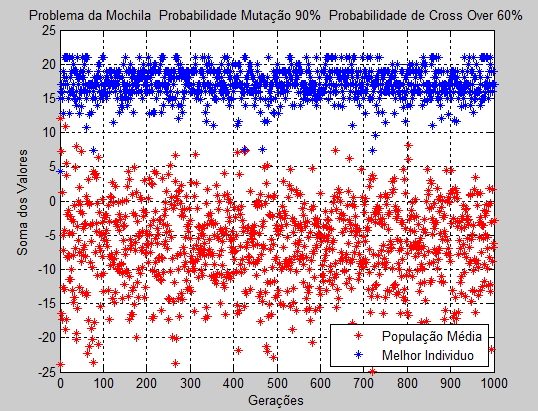 Problema da Mochila  Probabilidade Mutação 90%  Probabilidade de Cross Over 60%
25
20
15
10
5
0
-5
-10
-15
-20
-25
Soma dos Valores
0 100 200 300 400 500 600 700 800 900 1000
Gerações
População Média
Melhor Individuo